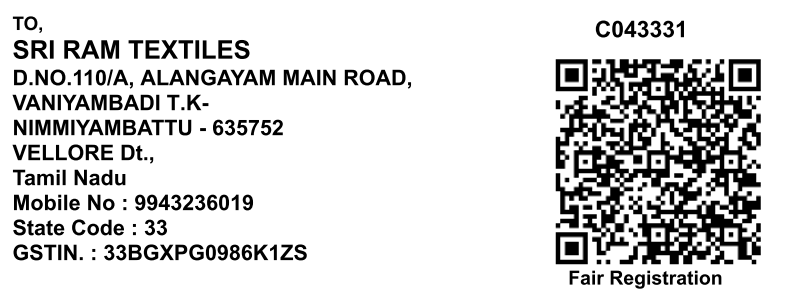 TO,
SRI RAM TEXTILES
D.NO.110/A, ALANGAYAM MAIN ROAD,
VANIYAMBADI T.K-
NIMMIYAMBATTU - 635752
VELLORE Dt.,
Tamil Nadu
Mobile No : 9943236019
State Code : 33
GSTIN. : 33BGXPG0986K1ZS
C043331
Fair Registration